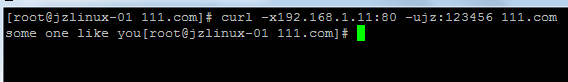 [root@jzlinux-01 111.com]# curl -x192.168.1.11:80 -ujz:123456 111.com
some one like you[root@jzlinux-01 111.com]#